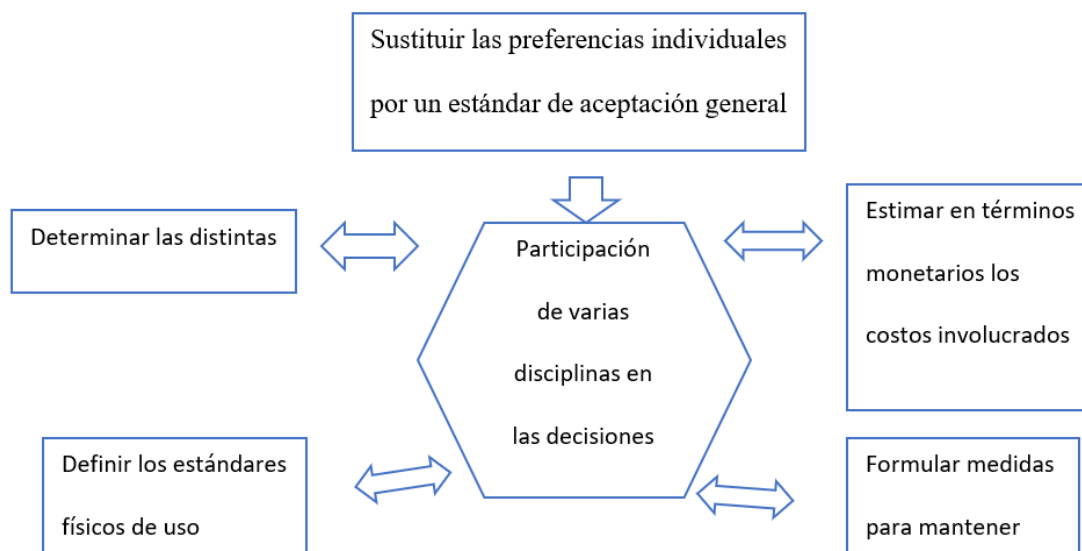 Sustituir las preferencias individuales
por un estándar de aceptación general
Determinar las distintas
Participación
de varias
disciplinas en
las decisiones
Estimar en términos
monetarios los
costos involucrados
Definir los estándares
físicos de uso
Formular medidas
para mantener